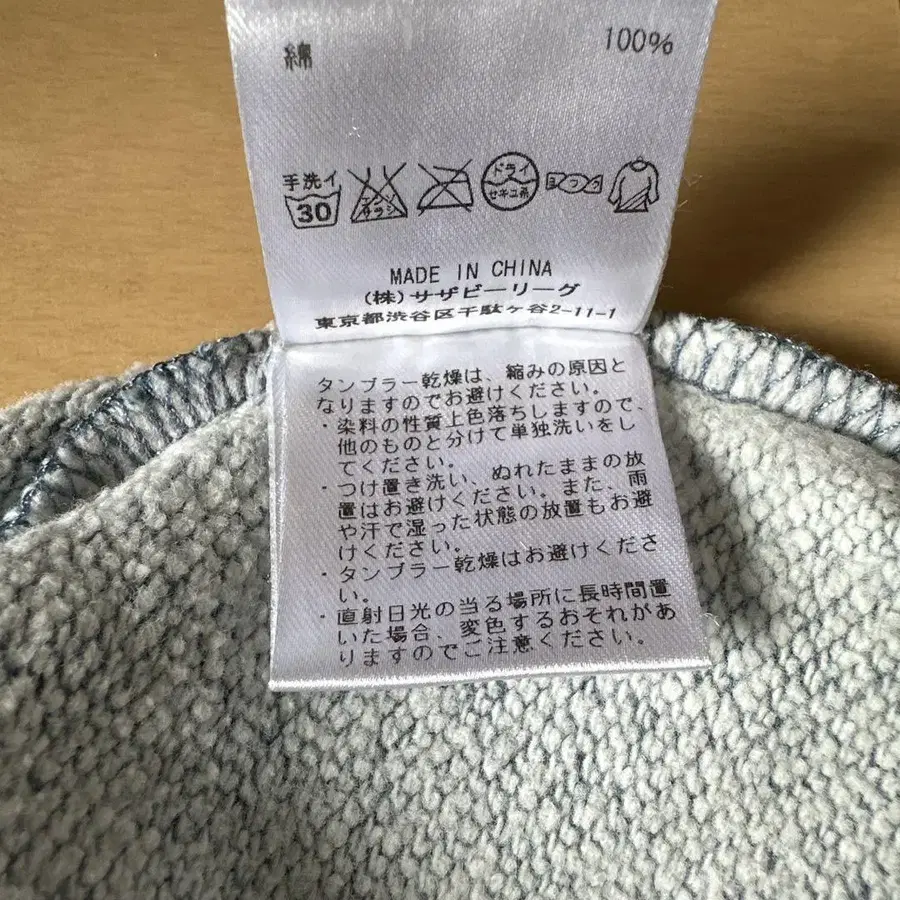 綿 100%
手洗イ
30 エンソサラシ ドライ セキユ系 ヨワク
MADE IN CHINA
(株)サザビーリーグ
東京都渋谷区千駄ケ谷2-11-1
タンブラー乾燥は、縮みの原因と
なりますのでお避けください。
・染料の性質上色落ちしますので、
他のものと分けて単独洗いをし
てください。
・つけ置き洗い、ぬれたままの放
置はお避けください。また、雨
や汗で湿った状態の放置もお避
けください。
・タンブラー乾燥はお避けくださ
い。
・直射日光の当る場所に長時間置
いた場合、変色するおそれがあ
りますのでご注意ください。